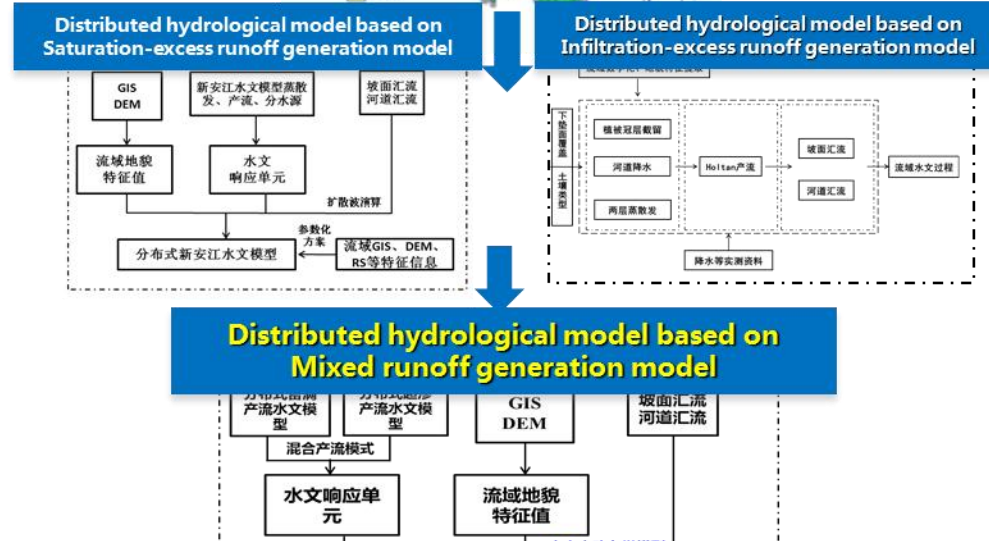 Distributed hydrological model based on
Saturation-excess runoff generation model
GIS
DEM
新安江水文模型蒸散
发、产流、分水源
坡面汇流
河道汇流
流域地貌
特征值
水文
响应单元
扩散波演算
分布式新安江水文模型
参数化
方案
流域GIS、DEM、
RS等特征信息
Distributed hydrological model based on
Infiltration-excess runoff generation model
下垫面覆盖
土壤类型
植被冠层截留
河道降水
两层蒸散发
Holtan产流
坡面汇流
河道汇流
流域水文过程
降水等实测资料
Distributed hydrological model based on
Mixed runoff generation model
产流水文模
型
产流水文模
型
混合产流模式
GIS
DEM
坡面汇流
河道汇流
水文响应单
元
流域地貌
特征值